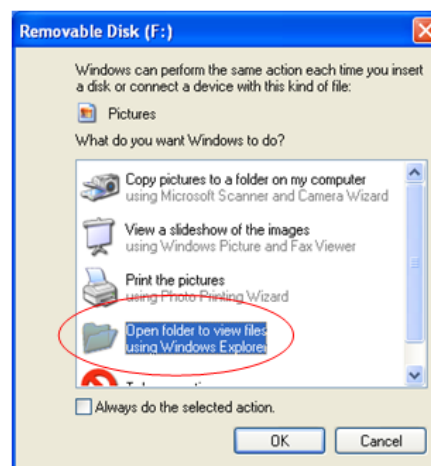 Removable Disk (F:)
Windows can perform the same action each time you insert
a disk or connect a device with this kind of file:
Pictures
What do you want Windows to do?
Copy pictures to a folder on my computer
using Microsoft Scanner and Camera Wizard
View a slideshow of the images
using Windows Picture and Fax Viewer
Print the pictures
using Photo Printing Wizard
Open folder to view files
using Windows Explorer
Always do the selected action.
OK
Cancel